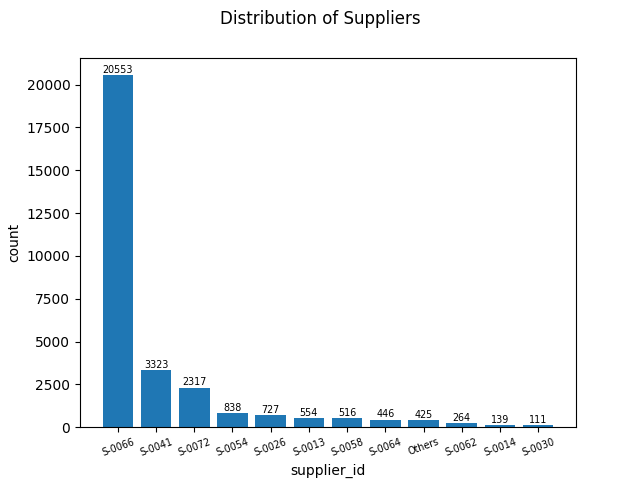 Distribution of Suppliers
20553
20000
17500
15000
12500
10000
7500
5000
2500
0
count
3323
2317
838
727
554
516
446
425
264
139
111
S-0066
S-0041
S-0072
S-0054
S-0026
S-0013
S-0058
S-0064
Others
S-0062
S-0014
S-0030
supplier_id